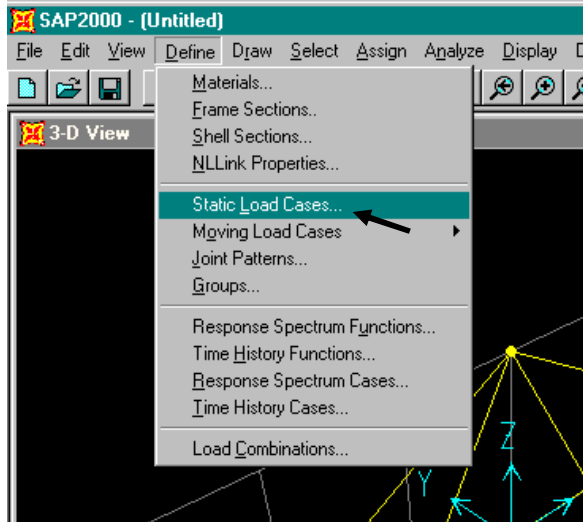 SAP2000 - (Untitled)
File Edit View Define Draw Select Assign Analyze Display
3-D View
Materials...
Frame Sections..
Shell Sections...
NLLink Properties...
Static Load Cases...
Moving Load Cases
Joint Patterns...
Groups...
Response Spectrum Functions...
Time History Functions...
Response Spectrum Cases...
Time History Cases...
Load Combinations...
Z
Y